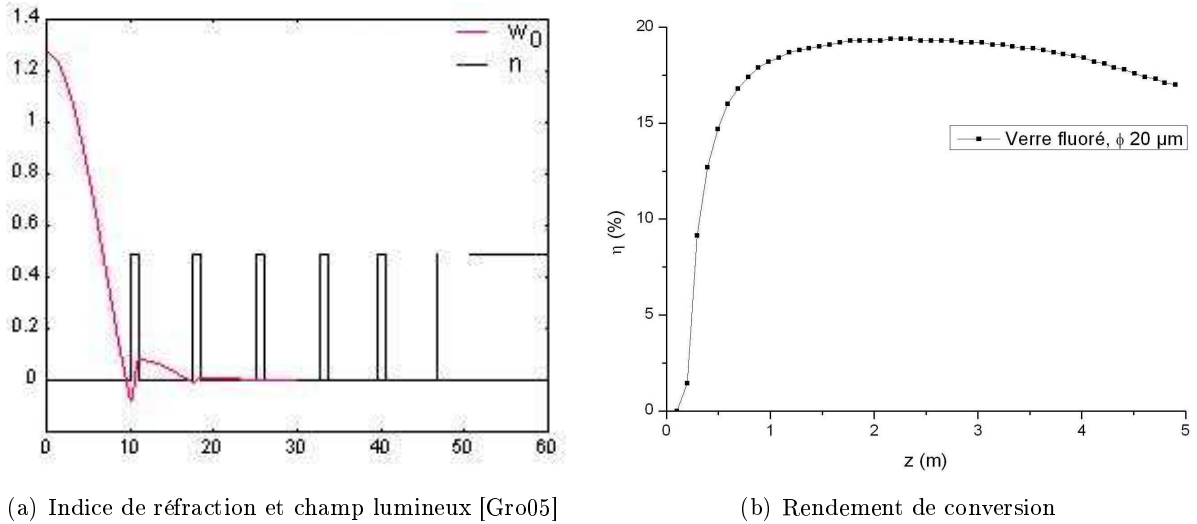 1.4
1.2
1
0.8
0.6
0.4
0.2
0
0 10 20 30 40 50 60
w0
n
(a) Indice de réfraction et champ lumineux [Gro05]
20
15
10
5
0
η (%)
Verre fluoré, ϕ 20 µm
0 1 2 3 4 5
z (m)
(b) Rendement de conversion